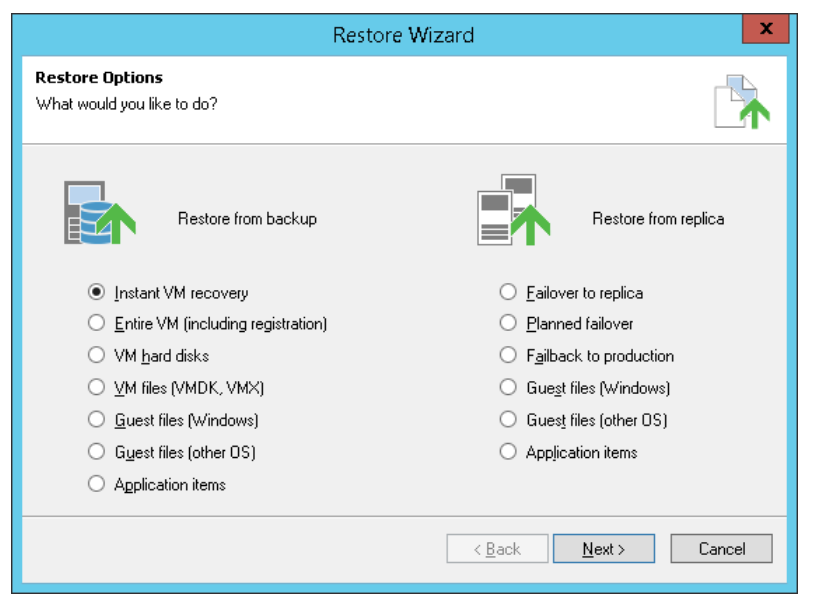 Restore Wizard
x
Restore Options
What would you like to do?
Restore from backup
Instant VM recovery
Entire VM (including registration)
VM hard disks
VM files (VMDK, VMX)
Guest files (Windows)
Guest files (other OS)
Application items
Restore from replica
Failover to replica
Planned failover
Failback to production
Guest files (Windows)
Guest files (other OS)
Application items
< Back
Next >
Cancel